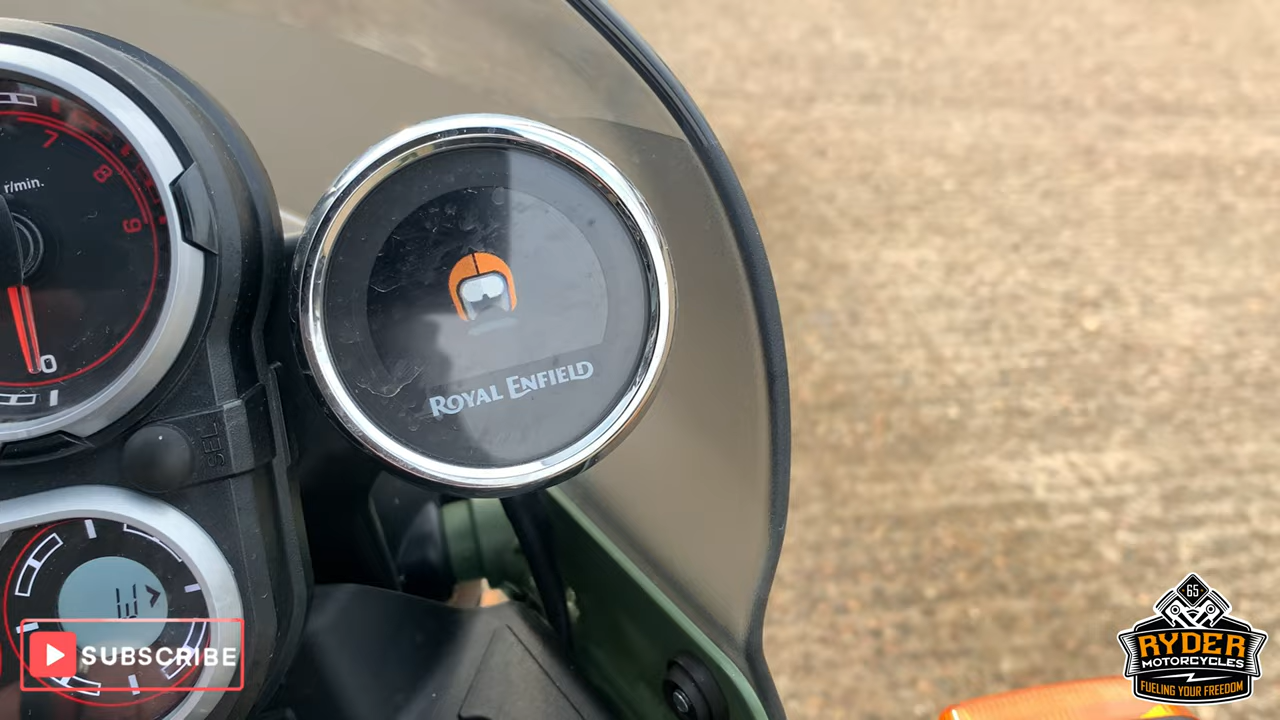 7
8
9
r/min.
0
SEL
W
ROYAL ENFIELD
SUBSCRIBE
65
RYDER
MOTORCYCLES
FUELING YOUR FREEDOM